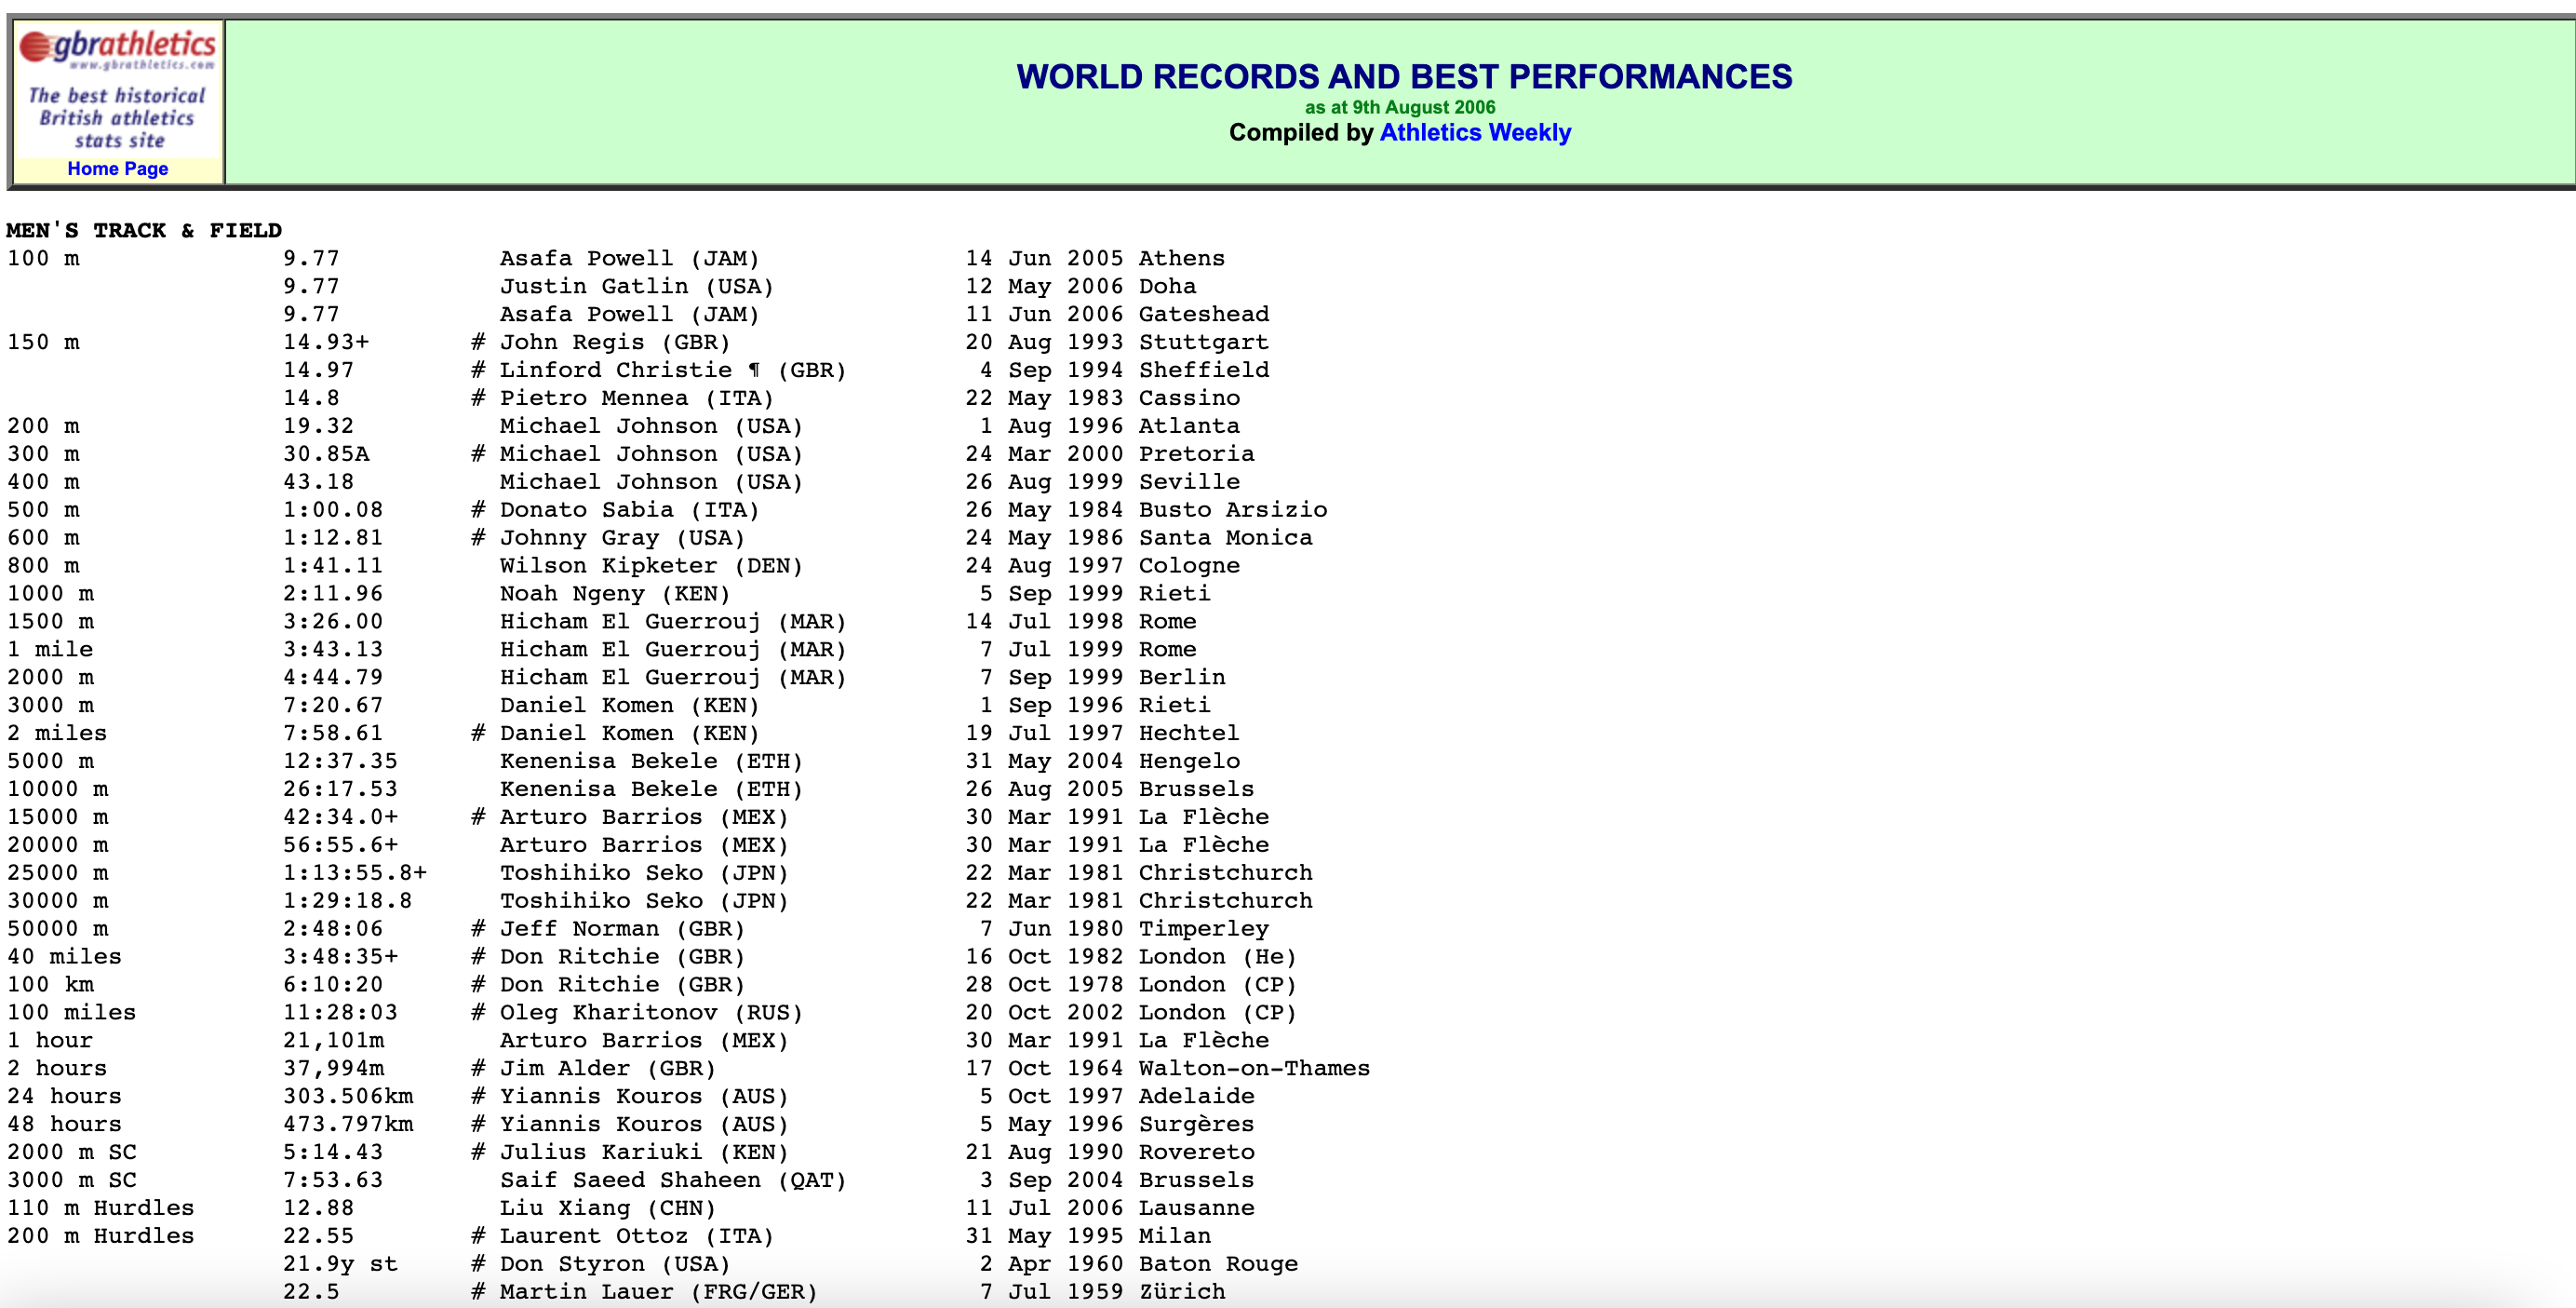 gbrathletics
www.gbrathletics.com
The best historical
British athletics
stats site
Home Page
WORLD RECORDS AND BEST PERFORMANCES
as at 9th August 2006
Compiled by Athletics Weekly
MEN'S TRACK & FIELD
100 m 9.77 Asafa Powell (JAM) 14 Jun 2005 Athens
9.77 Justin Gatlin (USA) 12 May 2006 Doha
9.77 Asafa Powell (JAM) 11 Jun 2006 Gateshead
150 m 14.93+ # John Regis (GBR) 20 Aug 1993 Stuttgart
14.97 # Linford Christie ¶ (GBR) 4 Sep 1994 Sheffield
14.8 # Pietro Mennea (ITA) 22 May 1983 Cassino
200 m 19.32 Michael Johnson (USA) 1 Aug 1996 Atlanta
300 m 30.85A # Michael Johnson (USA) 24 Mar 2000 Pretoria
400 m 43.18 Michael Johnson (USA) 26 Aug 1999 Seville
500 m 1:00.08 # Donato Sabia (ITA) 26 May 1984 Busto Arsizio
600 m 1:12.81 # Johnny Gray (USA) 24 May 1986 Santa Monica
800 m 1:41.11 Wilson Kipketer (DEN) 24 Aug 1997 Cologne
1000 m 2:11.96 Noah Ngeny (KEN) 5 Sep 1999 Rieti
1500 m 3:26.00 Hicham El Guerrouj (MAR) 14 Jul 1998 Rome
1 mile 3:43.13 Hicham El Guerrouj (MAR) 7 Jul 1999 Rome
2000 m 4:44.79 Hicham El Guerrouj (MAR) 7 Sep 1999 Berlin
3000 m 7:20.67 Daniel Komen (KEN) 1 Sep 1996 Rieti
2 miles 7:58.61 # Daniel Komen (KEN) 19 Jul 1997 Hechtel
5000 m 12:37.35 Kenenisa Bekele (ETH) 31 May 2004 Hengelo
10000 m 26:17.53 Kenenisa Bekele (ETH) 26 Aug 2005 Brussels
15000 m 42:34.0+ # Arturo Barrios (MEX) 30 Mar 1991 La Flèche
20000 m 56:55.6+ Arturo Barrios (MEX) 30 Mar 1991 La Flèche
25000 m 1:13:55.8+ Toshihiko Seko (JPN) 22 Mar 1981 Christchurch
30000 m 1:29:18.8 Toshihiko Seko (JPN) 22 Mar 1981 Christchurch
50000 m 2:48:06 # Jeff Norman (GBR) 7 Jun 1980 Timperley
40 miles 3:48:35+ # Don Ritchie (GBR) 16 Oct 1982 London (He)
100 km 6:10:20 # Don Ritchie (GBR) 28 Oct 1978 London (CP)
100 miles 11:28:03 # Oleg Kharitonov (RUS) 20 Oct 2002 London (CP)
1 hour 21,101m Arturo Barrios (MEX) 30 Mar 1991 La Flèche
2 hours 37,994m # Jim Alder (GBR) 17 Oct 1964 Walton-on-Thames
24 hours 303.506km # Yiannis Kouros (AUS) 5 Oct 1997 Adelaide
48 hours 473.797km # Yiannis Kouros (AUS) 5 May 1996 Surgères
2000 m SC 5:14.43 # Julius Kariuki (KEN) 21 Aug 1990 Rovereto
3000 m SC 7:53.63 Saif Saeed Shaheen (QAT) 3 Sep 2004 Brussels
110 m Hurdles 12.88 Liu Xiang (CHN) 11 Jul 2006 Lausanne
200 m Hurdles 22.55 # Laurent Ottoz (ITA) 31 May 1995 Milan
21.9y st # Don Styron (USA) 2 Apr 1960 Baton Rouge
22.5 # Martin Lauer (FRG/GER) 7 Jul 1959 Zürich